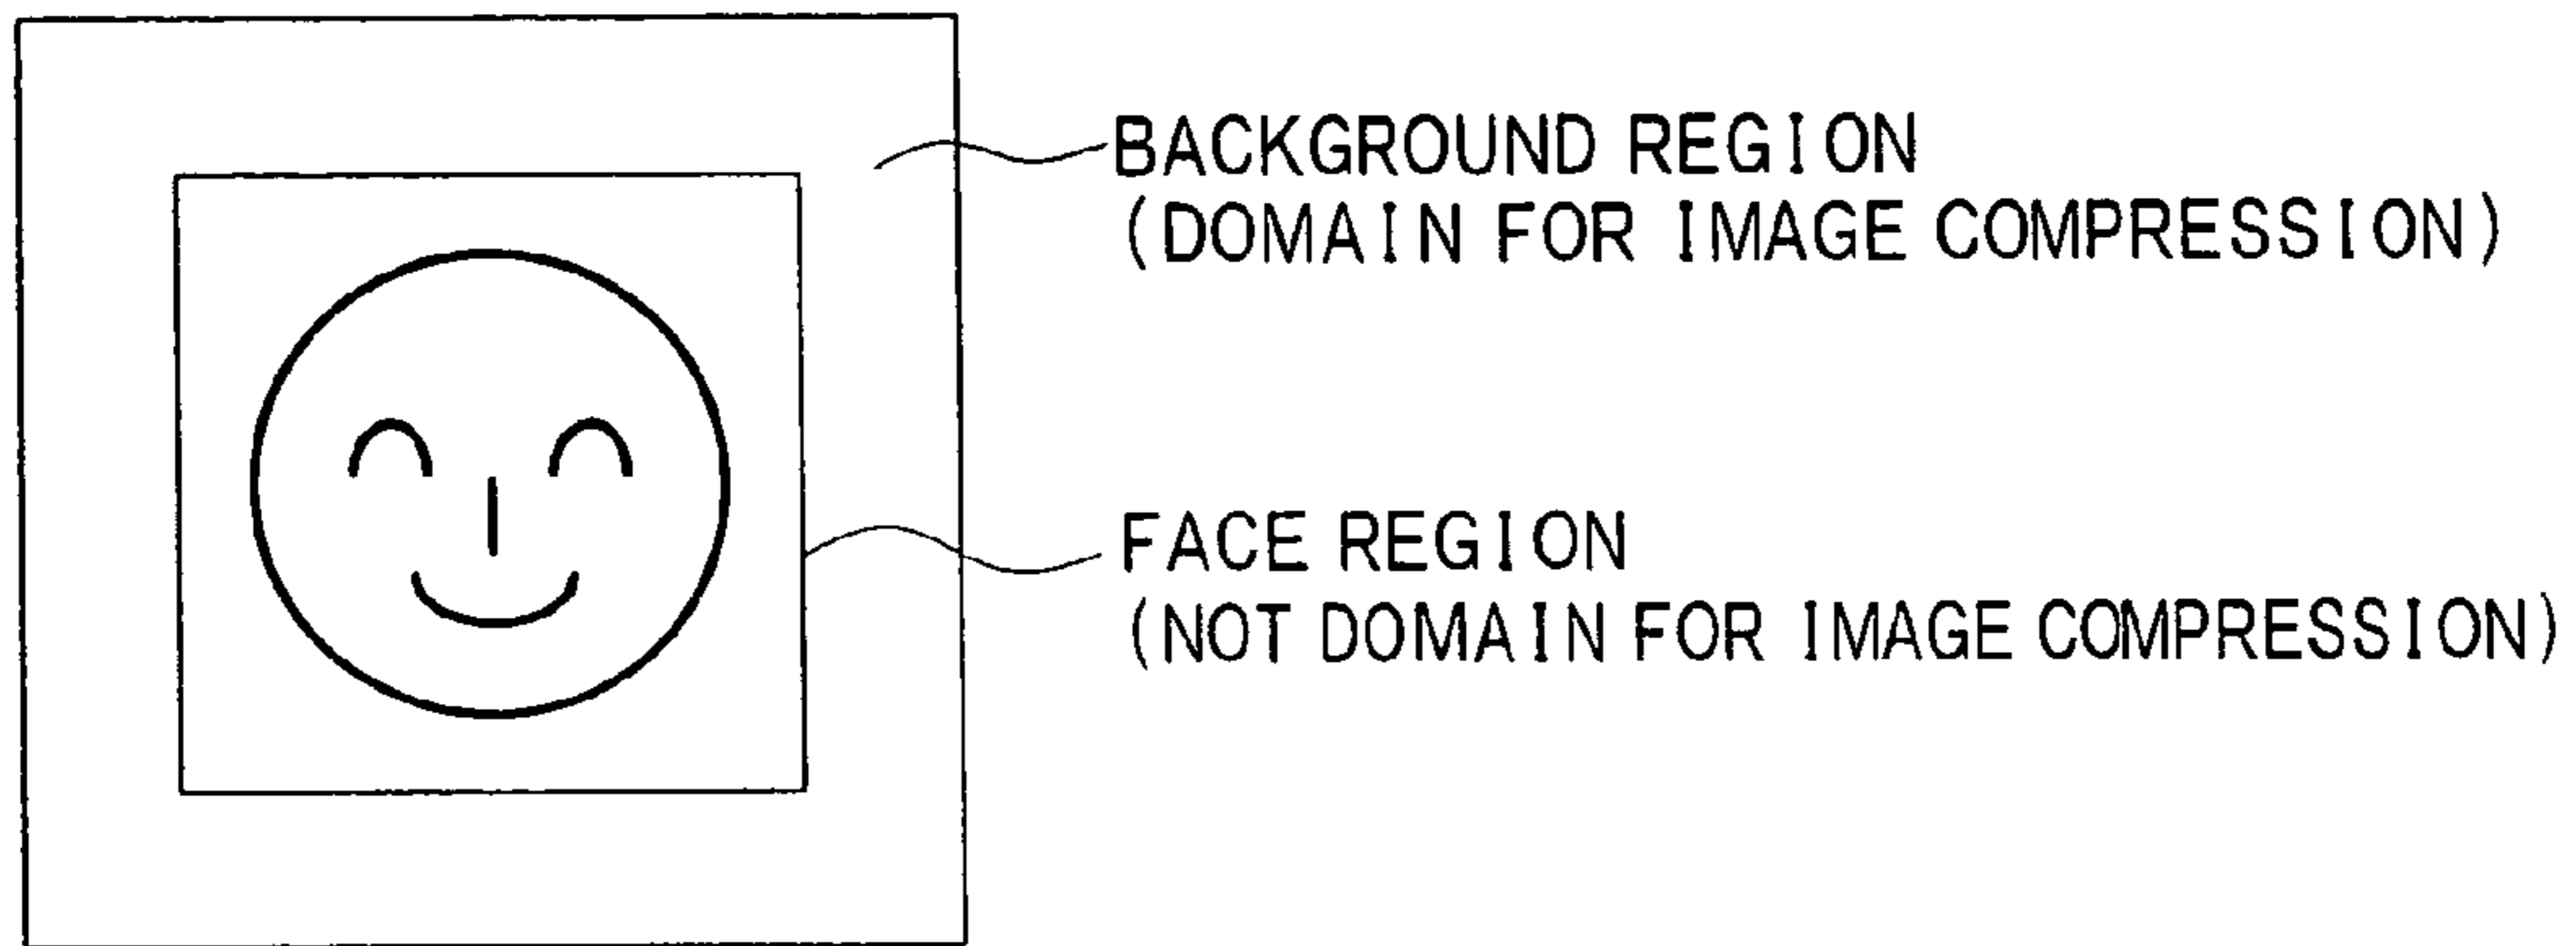 BACKGROUND REGION
(DOMAIN FOR IMAGE COMPRESSION)
FACE REGION
(NOT DOMAIN FOR IMAGE COMPRESSION)